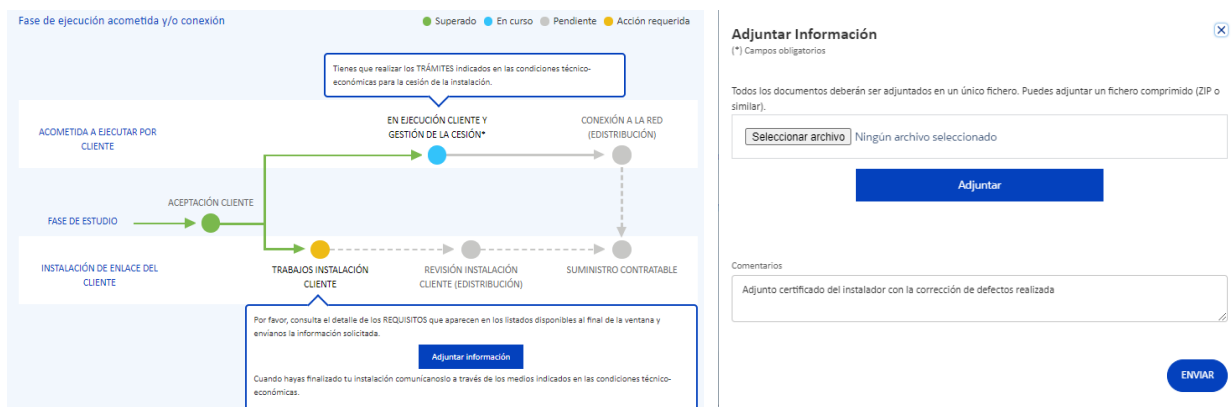 Fase de ejecución acometida y/o conexión
Superado En curso Pendiente Acción requerida
Tienes que realizar los TRÁMITES indicados en las condiciones técnico-
económicas para la cesión de la instalación.
ACOMETIDA A EJECUTAR POR
CLIENTE
EN EJECUCIÓN CLIENTE Y
GESTIÓN DE LA CESIÓN*
CONEXIÓN A LA RED
(EDISTRIBUCIÓN)
ACEPTACIÓN CLIENTE
FASE DE ESTUDIO
INSTALACIÓN DE ENLACE DEL
CLIENTE
TRABAJOS INSTALACIÓN
CLIENTE
REVISIÓN INSTALACIÓN
CLIENTE (EDISTRIBUCIÓN)
SUMINISTRO CONTRATABLE
Por favor, consulta el detalle de los REQUISITOS que aparecen en los listados disponibles al final de la ventana y
envíanos la información solicitada.
Adjuntar información
Cuando hayas finalizado tu instalación comunícanoslo a través de los medios indicados en las condiciones técnico-
económicas.
Adjuntar Información
(*) Campos obligatorios
Todos los documentos deberán ser adjuntados en un único fichero. Puedes adjuntar un fichero comprimido (ZIP o
similar).
Seleccionar archivo Ningún archivo seleccionado
Adjuntar
Comentarios
Adjunto certificado del instalador con la corrección de defectos realizada
ENVIAR